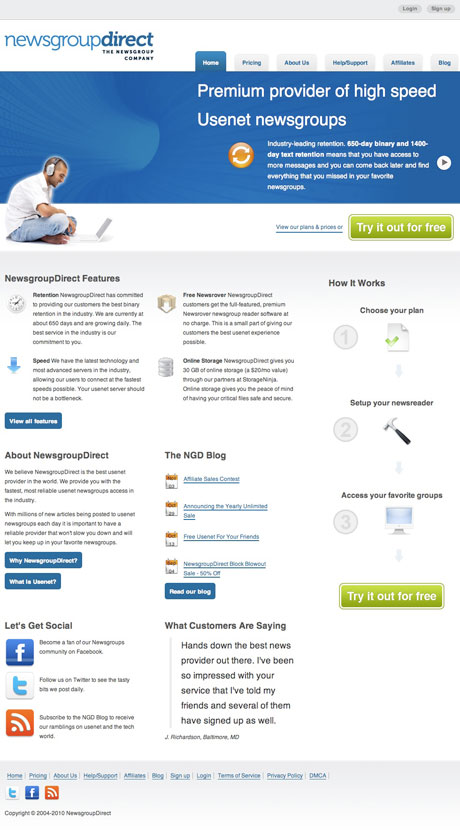 Login
Sign up
newsgroupdirect
THE NEWSGROUP
COMPANY
Home
Pricing
About Us
Help/Support
Affiliates
Blog
Premium provider of high speed
Usenet newsgroups
Industry-leading retention. 650-day binary and 1400-
day text retention means that you have access to
more messages and you can come back later and find
everything that you missed in your favorite
newsgroups.
View our plans & prices or
Try it out for free
NewsgroupDirect Features
Retention NewsgroupDirect has committed
to providing our customers the best binary
retention in the industry. We are currently at
about 650 days and are growing daily. The
best service in the industry is our
commitment to you.
Free Newsrover NewsgroupDirect
customers get the full-featured, premium
Newsrover newsgroup reader software at
no charge. This is a small part of giving our
customers the best usenet experience
possible.
Speed We have the latest technology and
most advanced servers in the industry,
allowing our users to connect at the fastest
speeds possible. Your usenet server should
not be a bottleneck.
Online Storage NewsgroupDirect gives you
30 GB of online storage (a $20/mo value)
through our partners at StorageNinja.
Online storage gives you the peace of mind
of having your critical files safe and secure.
View all features
How It Works
Choose your plan
1
Setup your newsreader
2
Access your favorite groups
3
Try it out for free
About NewsgroupDirect
We believe NewsgroupDirect is the best usenet
provider in the world. We provide you with the
fastest, most reliable usenet newsgroups access in
the industry.
With millions of new articles being posted to usenet
newsgroups each day it is important to have a
reliable provider that won't slow you down and will
let you keep up in your favorite newsgroups.
Why NewsgroupDirect?
What is Usenet?
The NGD Blog
Affiliate Sales Contest
Announcing the Yearly Unlimited
Sale
Free Usenet For Your Friends
NewsgroupDirect Block Blowout
Sale - 50% Off
Read our blog
Let's Get Social
Become a fan of our Newsgroups
community on Facebook.
Follow us on Twitter to see the tasty
bits we post daily.
Subscribe to the NGD Blog to receive
our ramblings on usenet and the tech
world.
What Customers Are Saying
Hands down the best news
provider out there. I've been
so impressed with your
service that I've told my
friends and several of them
have signed up as well.
J. Richardson, Baltimore, MD
Home | Pricing | About Us | Help/Support | Affiliates | Blog | Sign up | Login | Terms of Service | Privacy Policy | DMCA
Copyright © 2004-2010 NewsgroupDirect